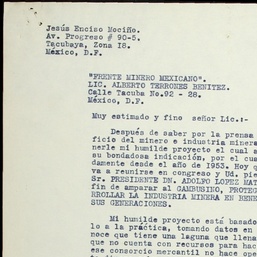 Jesús Enciso Mociño.
Av. Progreso # 90-5.
Tacubaya, Zona 18.
México, D.F.
"FRENTE MINERO MEXICANO".
LIC. ALBERTO TERRONES BENITEZ.
Calle Tacuba No. 92 - 28.
México, D.F.
Muy estimado y fino señor Lic.:-
Después de saber por la prensa
ficio del minero e industria minera
nerle mi humilde proyecto el cual a
su bondadosa indicación, por el cua
damente desde el año de 1953. Hoy q
va a reunirse en congreso y Ud. pie
Sr. PRESIDENTE DN. ADOLFO LOPEZ MAT
fin de amparar al GAMBUSINO, PROTEG
RROLLAR LA INDUSTRIA MINERA EN BENE
SUS GENERACIONES.
Mi humilde proyecto está basado
lo a la práctica, tomando datos en
noce que tiene una laguna que llena
que no cuenta con recursos para hac
ese consorcio mercantil no hace ope